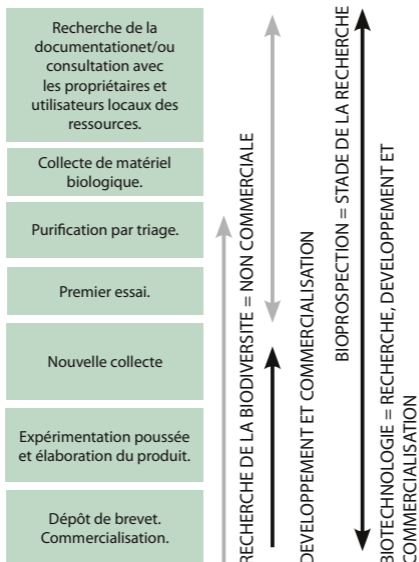 Recherche de la
documentationet/ou
consultation avec
les propriétaires et
utilisateurs locaux des
ressources.
Collecte de matériel
biologique.
Purification par triage.
Premier essai.
Nouvelle collecte
Expérimentation poussée
et élaboration du produit.
Dépôt de brevet.
Commercialisation.
RECHERCHE DE LA BIODIVERSITE = NON COMMERCIALE
DEVELOPPEMENT ET COMMERCIALISATION
BIOPROSPECTION = STADE DE LA RECHERCHE
BIOTECHNOLOGIE = RECHERCHE, DEVELOPPEMENT ET
COMMERCIALISATION